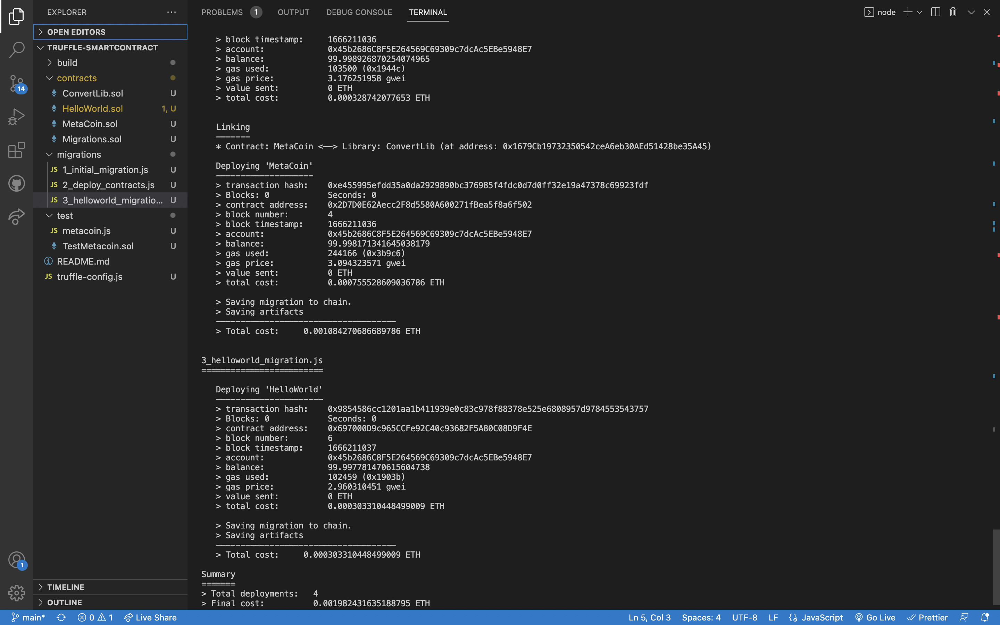 EXPLORER
OPEN EDITORS
TRUFFLE-SMARTCONTRACT
build
contracts
ConvertLib.sol U
HelloWorld.sol 1, U
MetaCoin.sol U
Migrations.sol U
migrations
JS 1_initial_migration.js U
JS 2_deploy_contracts.js U
JS 3_helloworld_migratio... U
test
JS metacoin.js U
TestMetacoin.sol U
README.md
JS truffle-config.js U
14
1
TIMELINE
OUTLINE
PROBLEMS 1 OUTPUT DEBUG CONSOLE TERMINAL
node
> block timestamp: 1666211036
> account: 0x45b2686C8F5E264569C69309c7dcAc5EBe5948E7
> balance: 99.998926870254074965
> gas used: 103500 (0x1944c)
> gas price: 3.176251958 gwei
> value sent: 0 ETH
> total cost: 0.000328742077653 ETH
Linking
-------
* Contract: MetaCoin <--> Library: ConvertLib (at address: 0x1679Cb19732350542ceA6eb30AEd51428be35A45)
Deploying 'MetaCoin'
--------------------
> transaction hash: 0xe455995efdd35a0da2929890bc376985f4fdc0d7d0ff32e19a47378c69923fdf
> Blocks: 0 Seconds: 0
> contract address: 0x2D7D0E62Aecc2F8d5580A600271fBea5f8a6f502
> block number: 4
> block timestamp: 1666211036
> account: 0x45b2686C8F5E264569C69309c7dcAc5EBe5948E7
> balance: 99.998171341645038179
> gas used: 244166 (0x3b9c6)
> gas price: 3.094323571 gwei
> value sent: 0 ETH
> total cost: 0.000755528609036786 ETH
> Saving migration to chain.
> Saving artifacts
-------------------------------------
> Total cost: 0.001084270686689786 ETH
3_helloworld_migration.js
=========================
Deploying 'HelloWorld'
----------------------
> transaction hash: 0x9854586cc1201aa1b411939e0c83c978f88378e525e6808957d9784553543757
> Blocks: 0 Seconds: 0
> contract address: 0x697000D9c965CCFe92C40c93682F5A80C08D9F4E
> block number: 6
> block timestamp: 1666211037
> account: 0x45b2686C8F5E264569C69309c7dcAc5EBe5948E7
> balance: 99.997781470615604738
> gas used: 102459 (0x1903b)
> gas price: 2.960310451 gwei
> value sent: 0 ETH
> total cost: 0.000303310448499009 ETH
> Saving migration to chain.
> Saving artifacts
-------------------------------------
> Total cost: 0.000303310448499009 ETH
Summary
=======
> Total deployments: 4
> Final cost: 0.001982431635188795 ETH
main* 0 1 Live Share Ln 5, Col 3 Spaces: 4 UTF-8 LF JavaScript Go Live Prettier